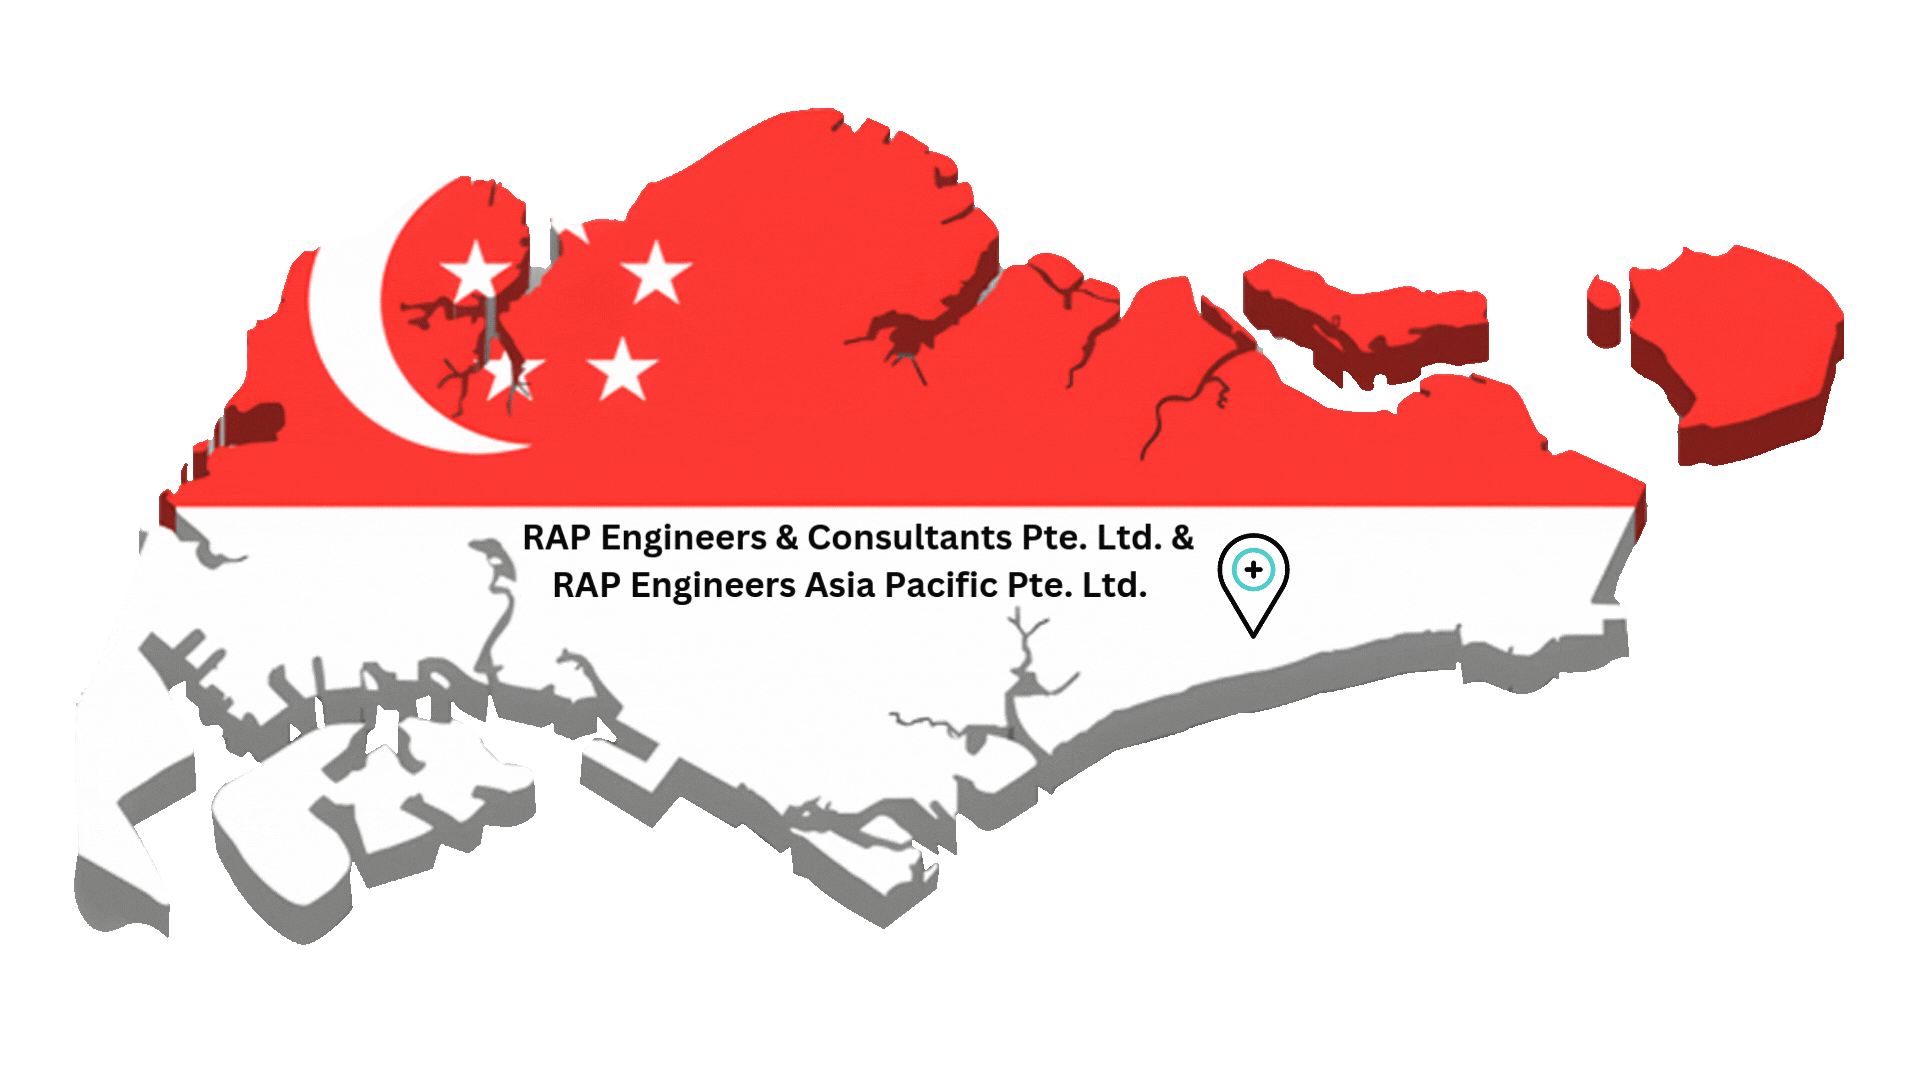 RAP Engineers & Consultants Pte. Ltd. &
RAP Engineers Asia Pacific Pte. Ltd.